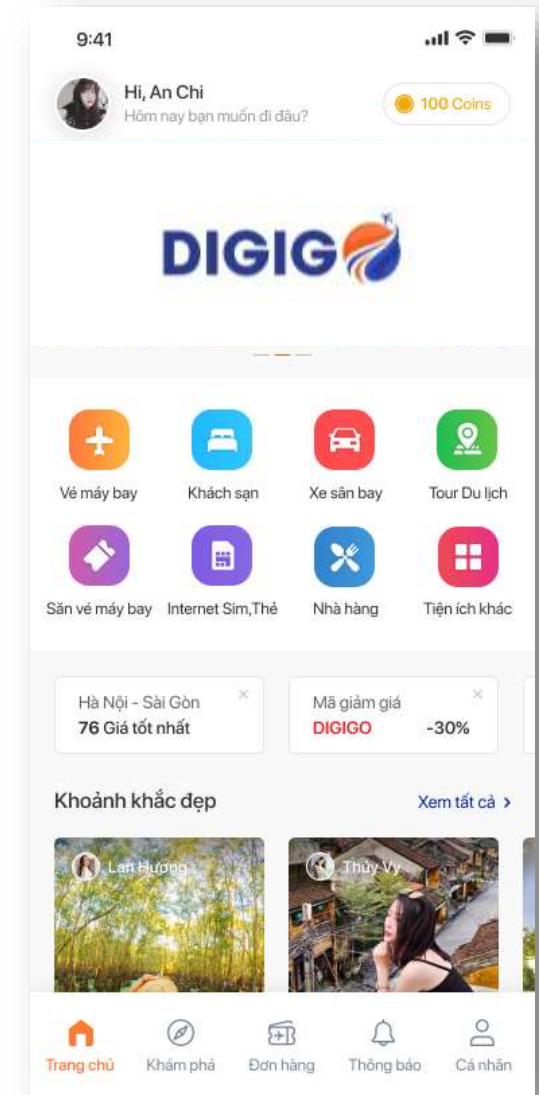 9:41
Hi, An Chi
Hôm nay bạn muốn đi đâu?
100 Coins
DIGIGO
Vé máy bay
Khách sạn
Xe sân bay
Tour Du lịch
Săn vé máy bay
Internet Sim,Thẻ
Nhà hàng
Tiện ích khác
Hà Nội - Sài Gòn
76 Giá tốt nhất
Mã giảm giá
DIGIGO -30%
Khoảnh khắc đẹp
Xem tất cả
Lan Hương
Thúy Vy
Trang chủ
Khám phá
Đơn hàng
Thông báo
Cá nhân